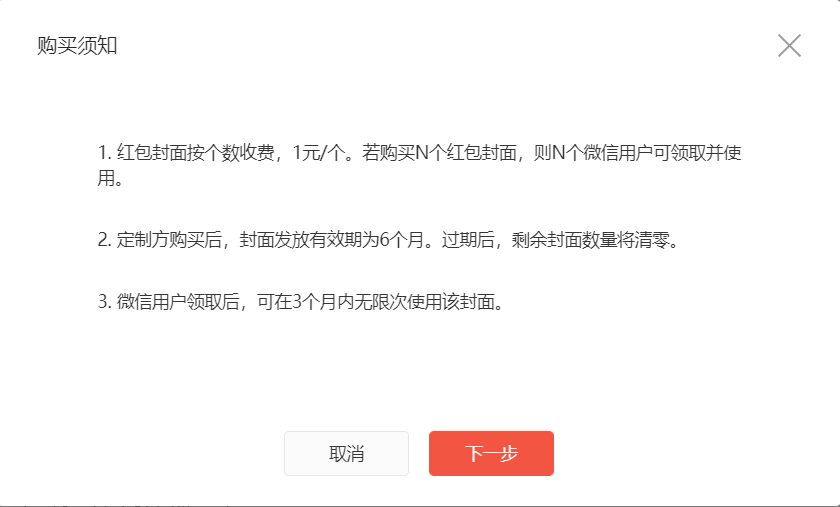 购买须知
1. 红包封面按个数收费，1元/个。若购买N个红包封面，则N个微信用户可领取并使
用。
2. 定制方购买后，封面发放有效期为6个月。过期后，剩余封面数量将清零。
3. 微信用户领取后，可在3个月内无限次使用该封面。
取消
下一步